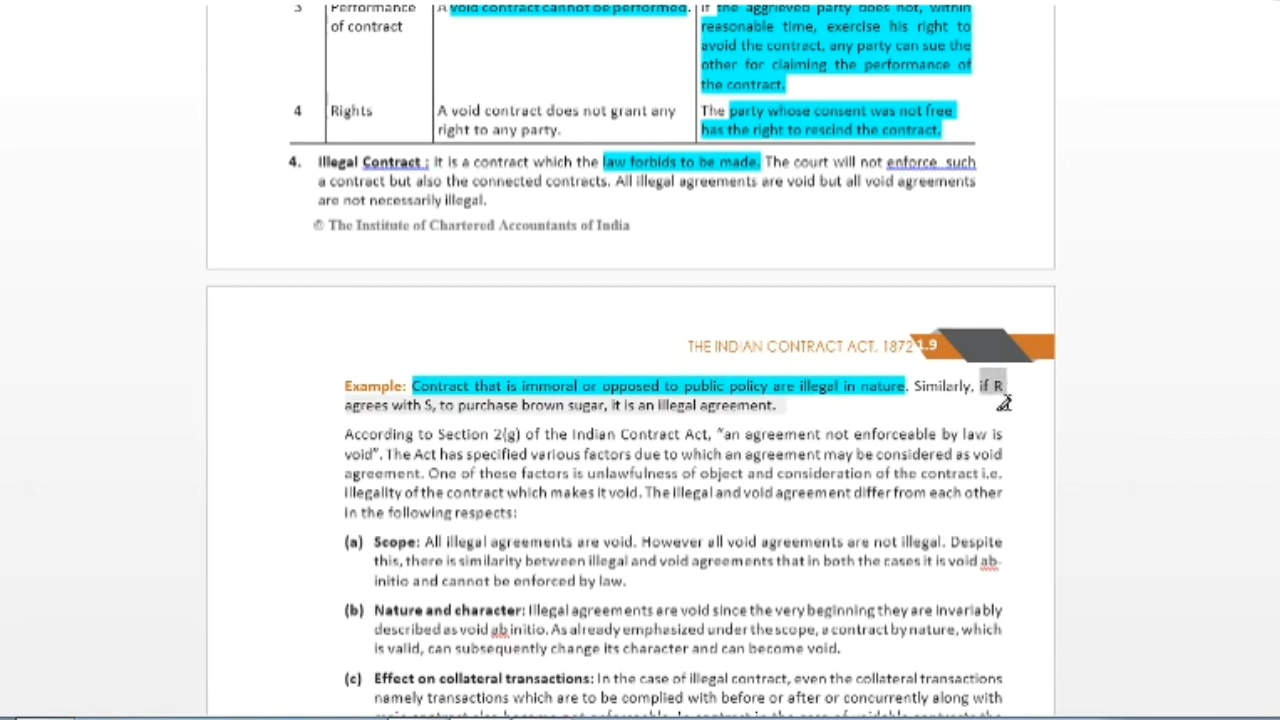 3 Performance A void contract cannot be performed. If the aggrieved party does not, within
of contract reasonable time, exercise his right to
avoid the contract, any party can sue the
other for claiming the performance of
the contract.
4 Rights A void contract does not grant any The party whose consent was not free
right to any party. has the right to rescind the contract.
4. Illegal Contract : It is a contract which the law forbids to be made. The court will not enforce such
a contract but also the connected contracts. All illegal agreements are void but all void agreements
are not necessarily illegal.
© The Institute of Chartered Accountants of India
THE INDIAN CONTRACT ACT, 1872 1.9
Example: Contract that is immoral or opposed to public policy are illegal in nature. Similarly, if R
agrees with S, to purchase brown sugar, it is an illegal agreement.
According to Section 2(g) of the Indian Contract Act, "an agreement not enforceable by law is
void". The Act has specified various factors due to which an agreement may be considered as void
agreement. One of these factors is unlawfulness of object and consideration of the contract i.e.
illegality of the contract which makes it void. The illegal and void agreement differ from each other
in the following respects:
(a) Scope: All illegal agreements are void. However all void agreements are not illegal. Despite
this, there is similarity between illegal and void agreements that in both the cases it is void ab-
initio and cannot be enforced by law.
(b) Nature and character: Illegal agreements are void since the very beginning they are invariably
described as void ab initio. As already emphasized under the scope, a contract by nature, which
is valid, can subsequently change its character and can become void.
(c) Effect on collateral transactions: In the case of illegal contract, even the collateral transactions
namely transactions which are to be complied with before or after or concurrently along with